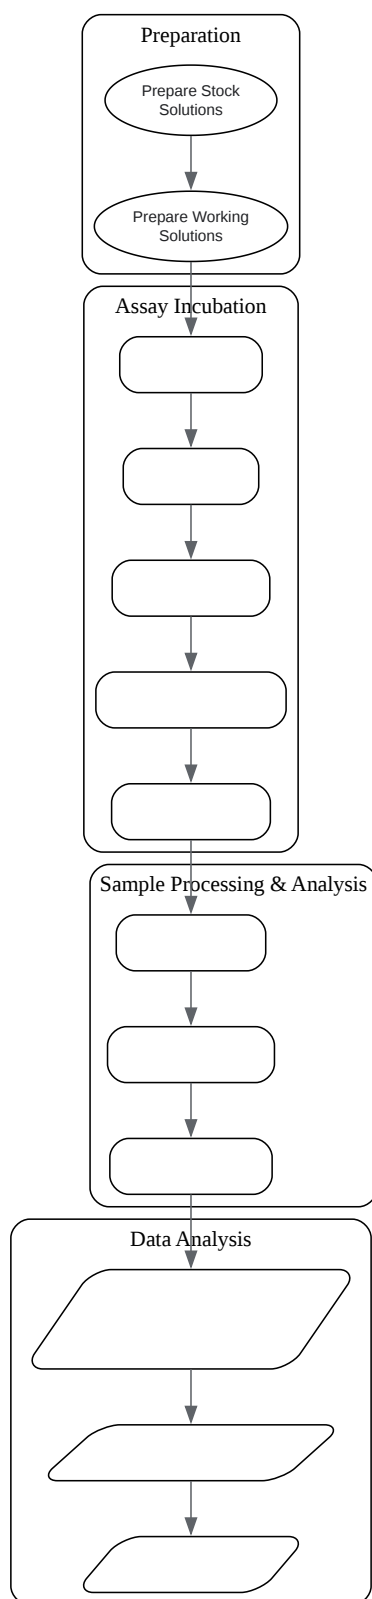 Preparation
Prepare Stock
Solutions
Prepare Working
Solutions
Assay Incubation
Sample Processing & Analysis
Data Analysis